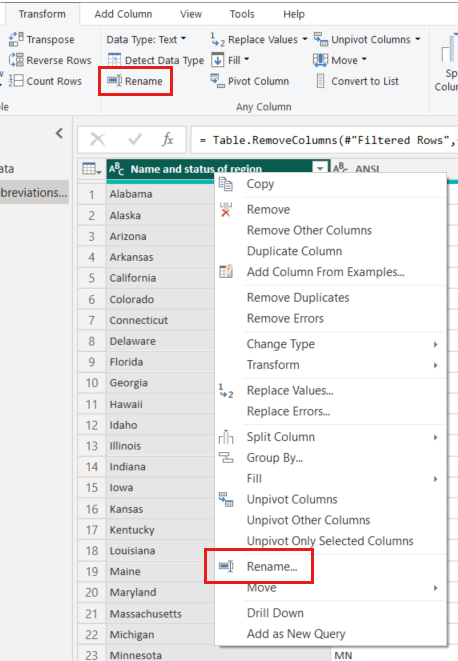 Transform Add Column View Tools Help
Transpose Data Type: Text Replace Values Unpivot Columns
Reverse Rows Detect Data Type Fill Move
Count Rows Rename Pivot Column Convert to List
Any Column
fx = Table.RemoveColumns(#"Filtered Rows",
ABC Name and status of region ABC ANSI
1 Alabama
2 Alaska
3 Arizona
4 Arkansas
5 California
6 Colorado
7 Connecticut
8 Delaware
9 Florida
10 Georgia
11 Hawaii
12 Idaho
13 Illinois
14 Indiana
15 Iowa
16 Kansas
17 Kentucky
18 Louisiana
19 Maine
20 Maryland
21 Massachusetts
22 Michigan
23 Minnesota MN
Copy
Remove
Remove Other Columns
Duplicate Column
Add Column From Examples...
Remove Duplicates
Remove Errors
Change Type
Transform
Replace Values...
Replace Errors...
Split Column
Group By...
Fill
Unpivot Columns
Unpivot Other Columns
Unpivot Only Selected Columns
Rename...
Move
Drill Down
Add as New Query